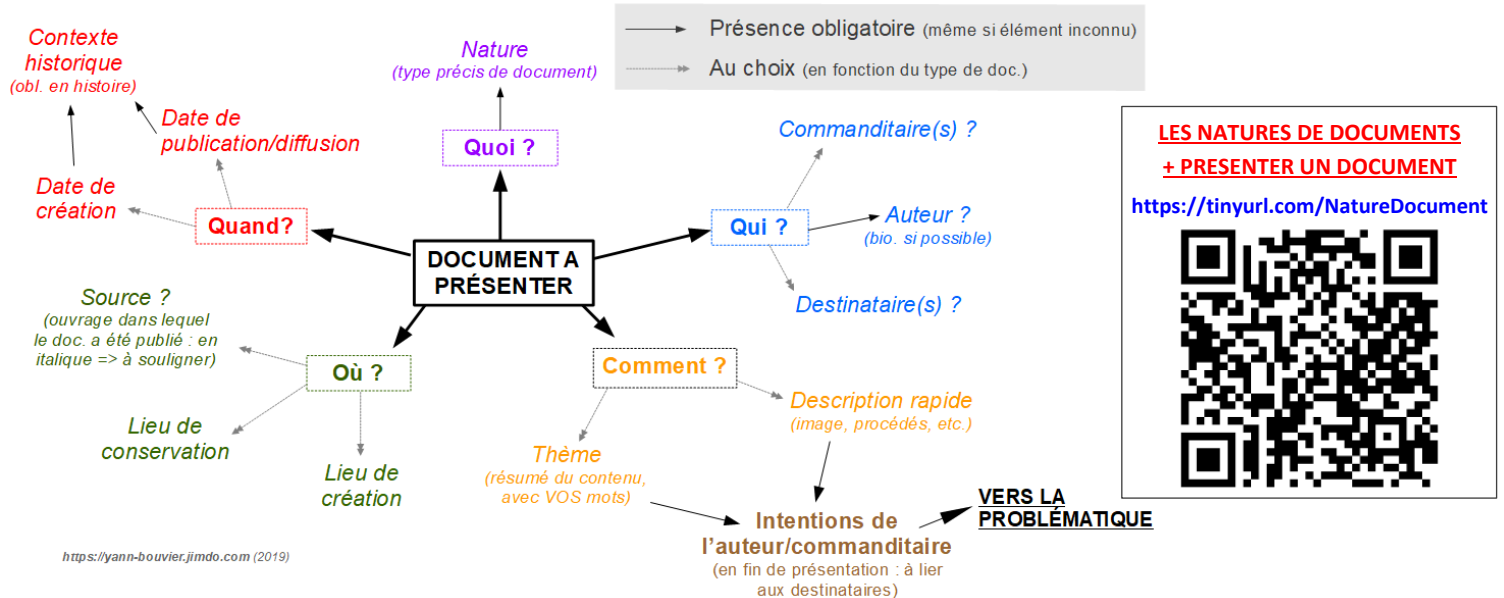 Présence obligatoire (même si élément inconnu)
Au choix (en fonction du type de doc.)
Contexte
historique
(obl. en histoire)
Date de
publication/diffusion
Date de
création
Quand?
Nature
(type précis de document)
Quoi ?
Commanditaire(s) ?
Auteur ?
(bio. si possible)
Qui ?
Destinataire(s) ?
DOCUMENT A
PRÉSENTER
Source ?
(ouvrage dans lequel
le doc. a été publié : en
italique => à souligner)
Où ?
Lieu de
conservation
Lieu de
création
Comment ?
Description rapide
(image, procédés, etc.)
Thème
(résumé du contenu,
avec VOS mots)
Intentions de
l'auteur/commanditaire
(en fin de présentation : à lier
aux destinataires)
VERS LA
PROBLÉMATIQUE
LES NATURES DE DOCUMENTS
+ PRESENTER UN DOCUMENT
https://tinyurl.com/NatureDocument
https://yann-bouvier.jimdo.com (2019)